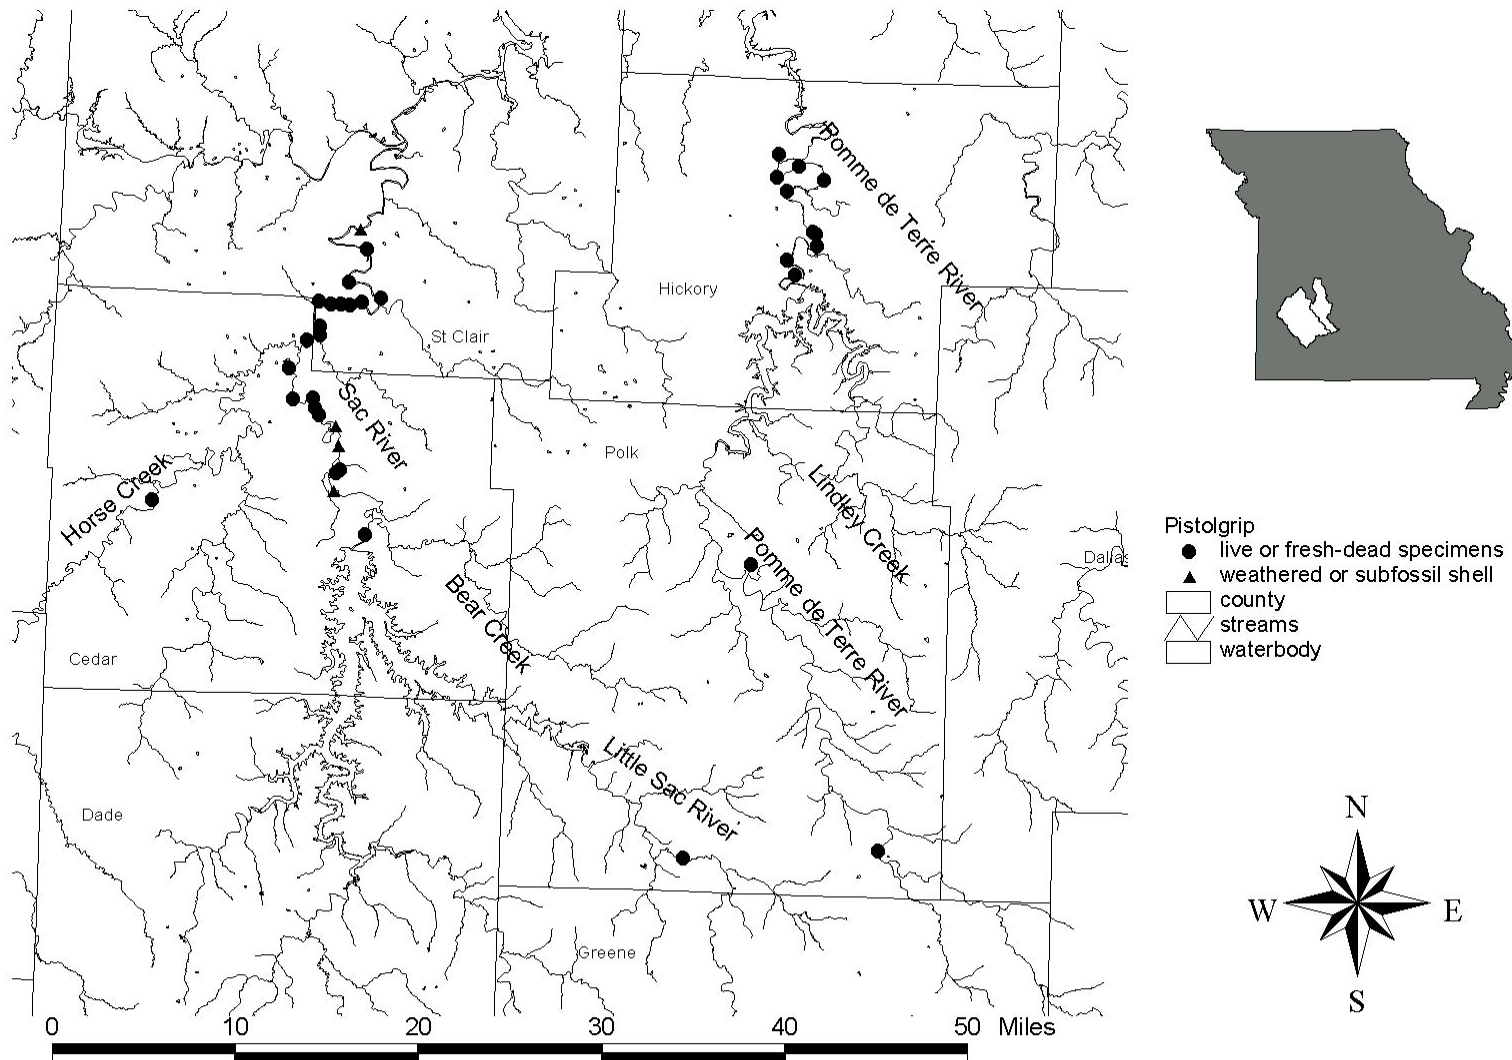 Pomme de Terre River
Hickory
St Clair
Sac River
Polk
Horse Creek
Lindley Creek
Pomme de Terre River
Dallas
Bear Creek
Cedar
Little Sac River
Dade
Greene
Pistolgrip
live or fresh-dead specimens
weathered or subfossil shell
county
streams
waterbody
N
W E
S
0 10 20 30 40 50 Miles